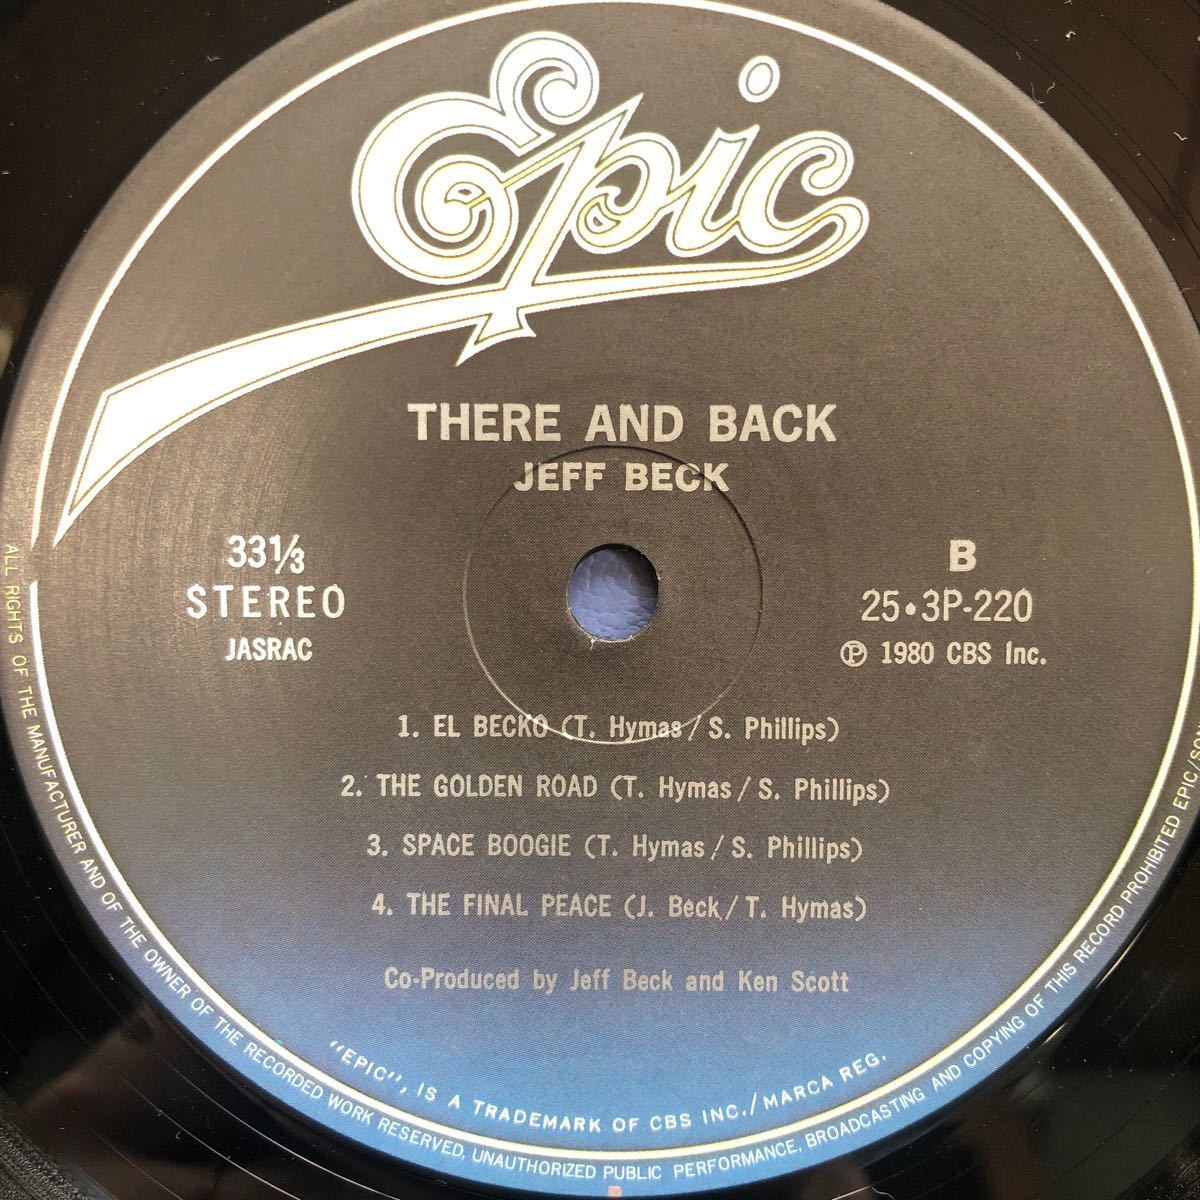 Epic
THERE AND BACK
JEFF BECK
33⅓
STEREO
JASRAC
B
25•3P-220
℗ 1980 CBS Inc.
1. EL BECKO (T. Hymas / S. Phillips)
2. THE GOLDEN ROAD (T. Hymas / S. Phillips)
3. SPACE BOOGIE (T. Hymas / S. Phillips)
4. THE FINAL PEACE (J. Beck / T. Hymas)
Co-Produced by Jeff Beck and Ken Scott
"EPIC", IS A TRADEMARK OF CBS INC./MARCA REG.
ALL RIGHTS OF THE MANUFACTURER AND OF THE OWNER OF THE RECORDED WORK RESERVED, UNAUTHORIZED PUBLIC PERFORMANCE, BROADCASTING AND COPYING OF THIS RECORD PROHIBITED EPIC/SON